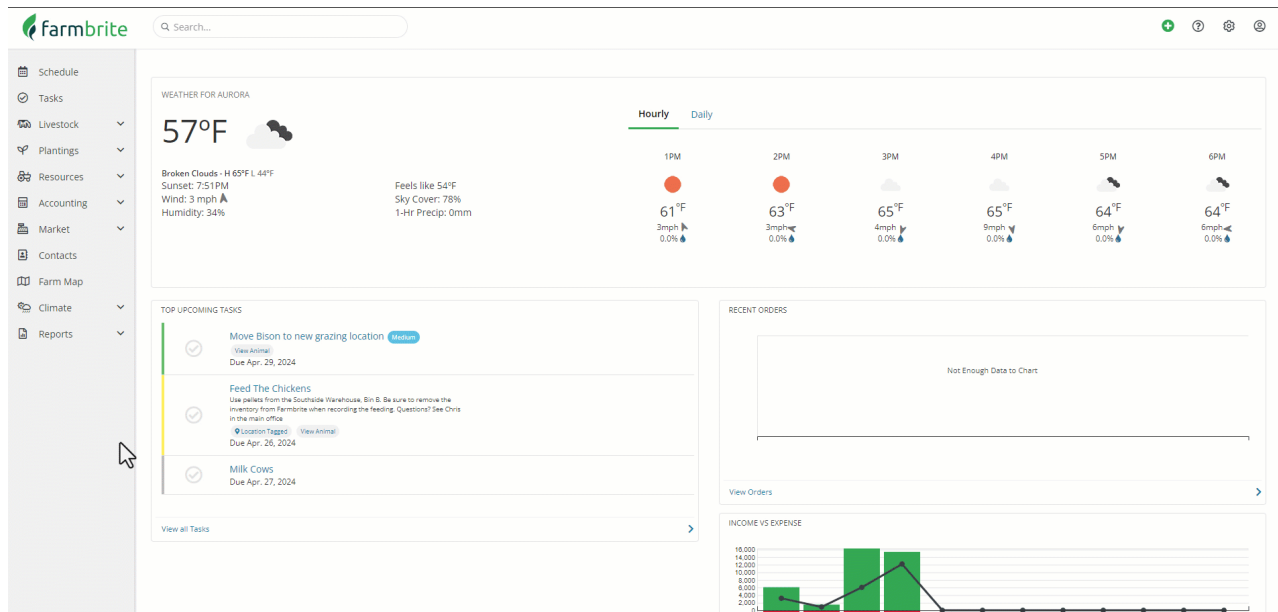 farmbrite
Search...
Schedule
Tasks
Livestock
Plantings
Resources
Accounting
Market
Contacts
Farm Map
Climate
Reports
WEATHER FOR AURORA
57°F
Broken Clouds - H 65°F L 44°F
Sunset: 7:51PM
Wind: 3 mph
Humidity: 34%
Feels like 54°F
Sky Cover: 78%
1-Hr Precip: 0mm
Hourly Daily
1PM 2PM 3PM 4PM 5PM 6PM
61°F 63°F 65°F 65°F 64°F 64°F
3mph 3mph 4mph 9mph 6mph 6mph
0.0% 0.0% 0.0% 0.0% 0.0% 0.0%
TOP UPCOMING TASKS
Move Bison to new grazing location Medium
View Animal
Due Apr. 29, 2024
Feed The Chickens
Use pellets from the Southside Warehouse, Bin B. Be sure to remove the
inventory from Farmbrite when recording the feeding. Questions? See Chris
in the main office
Location Tagged View Animal
Due Apr. 26, 2024
Milk Cows
Due Apr. 27, 2024
View all Tasks
RECENT ORDERS
Not Enough Data to Chart
View Orders
INCOME VS EXPENSE
16,000
14,000
12,000
10,000
8,000
6,000
4,000
2,000
0